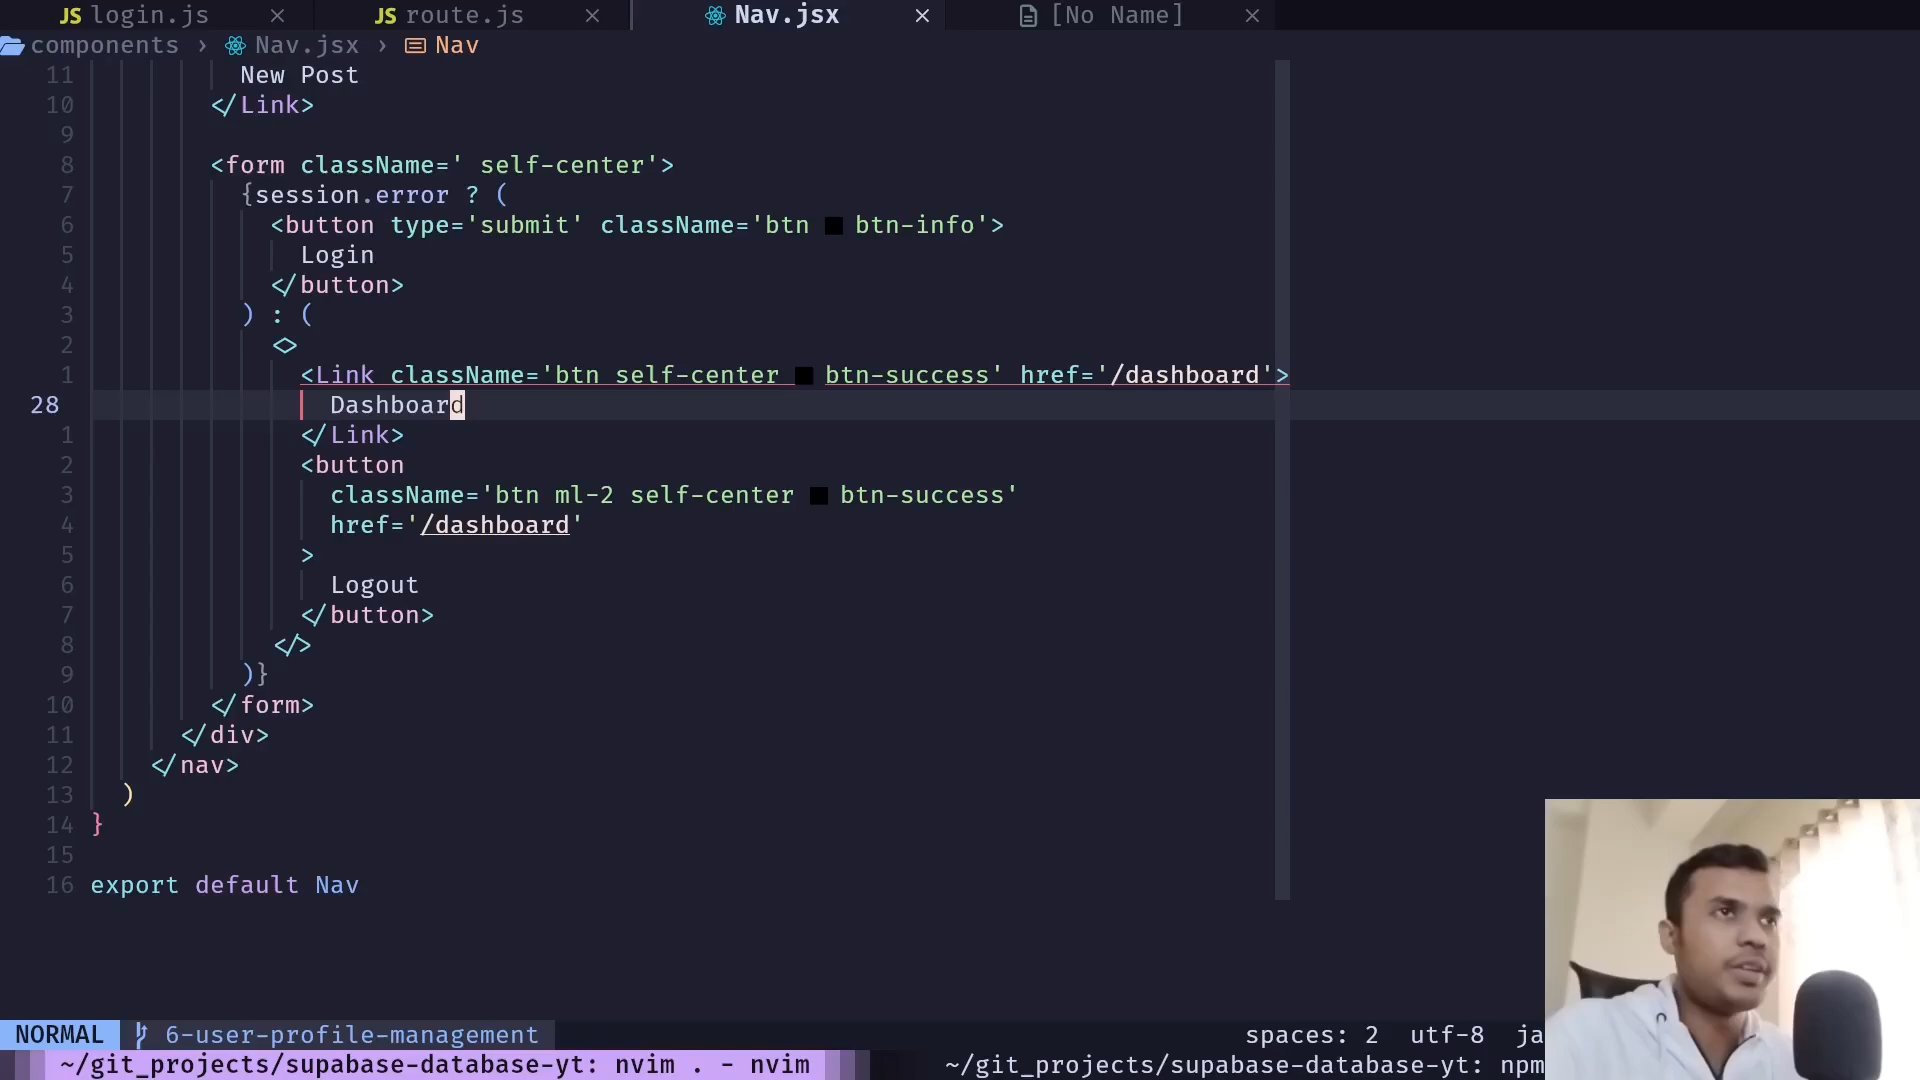 JS login.js × JS route.js × Nav.jsx × [No Name] ×
components › Nav.jsx › Nav
11 New Post
10 </Link>
9
8 <form className=' self-center'>
7 {session.error ? (
6 <button type='submit' className='btn btn-info'>
5 Login
4 </button>
3 ) : (
2 <>
1 <Link className='btn self-center btn-success' href='/dashboard'>
28 Dashboard
1 </Link>
2 <button
3 className='btn ml-2 self-center btn-success'
4 href='/dashboard'
5 >
6 Logout
7 </button>
8 </>
9 )}
10 </form>
11 </div>
12 </nav>
13 )
14 }
15
16 export default Nav
NORMAL 6-user-profile-management spaces: 2 utf-8 ja
~/git_projects/supabase-database-yt: nvim . - nvim ~/git_projects/supabase-database-yt: npm